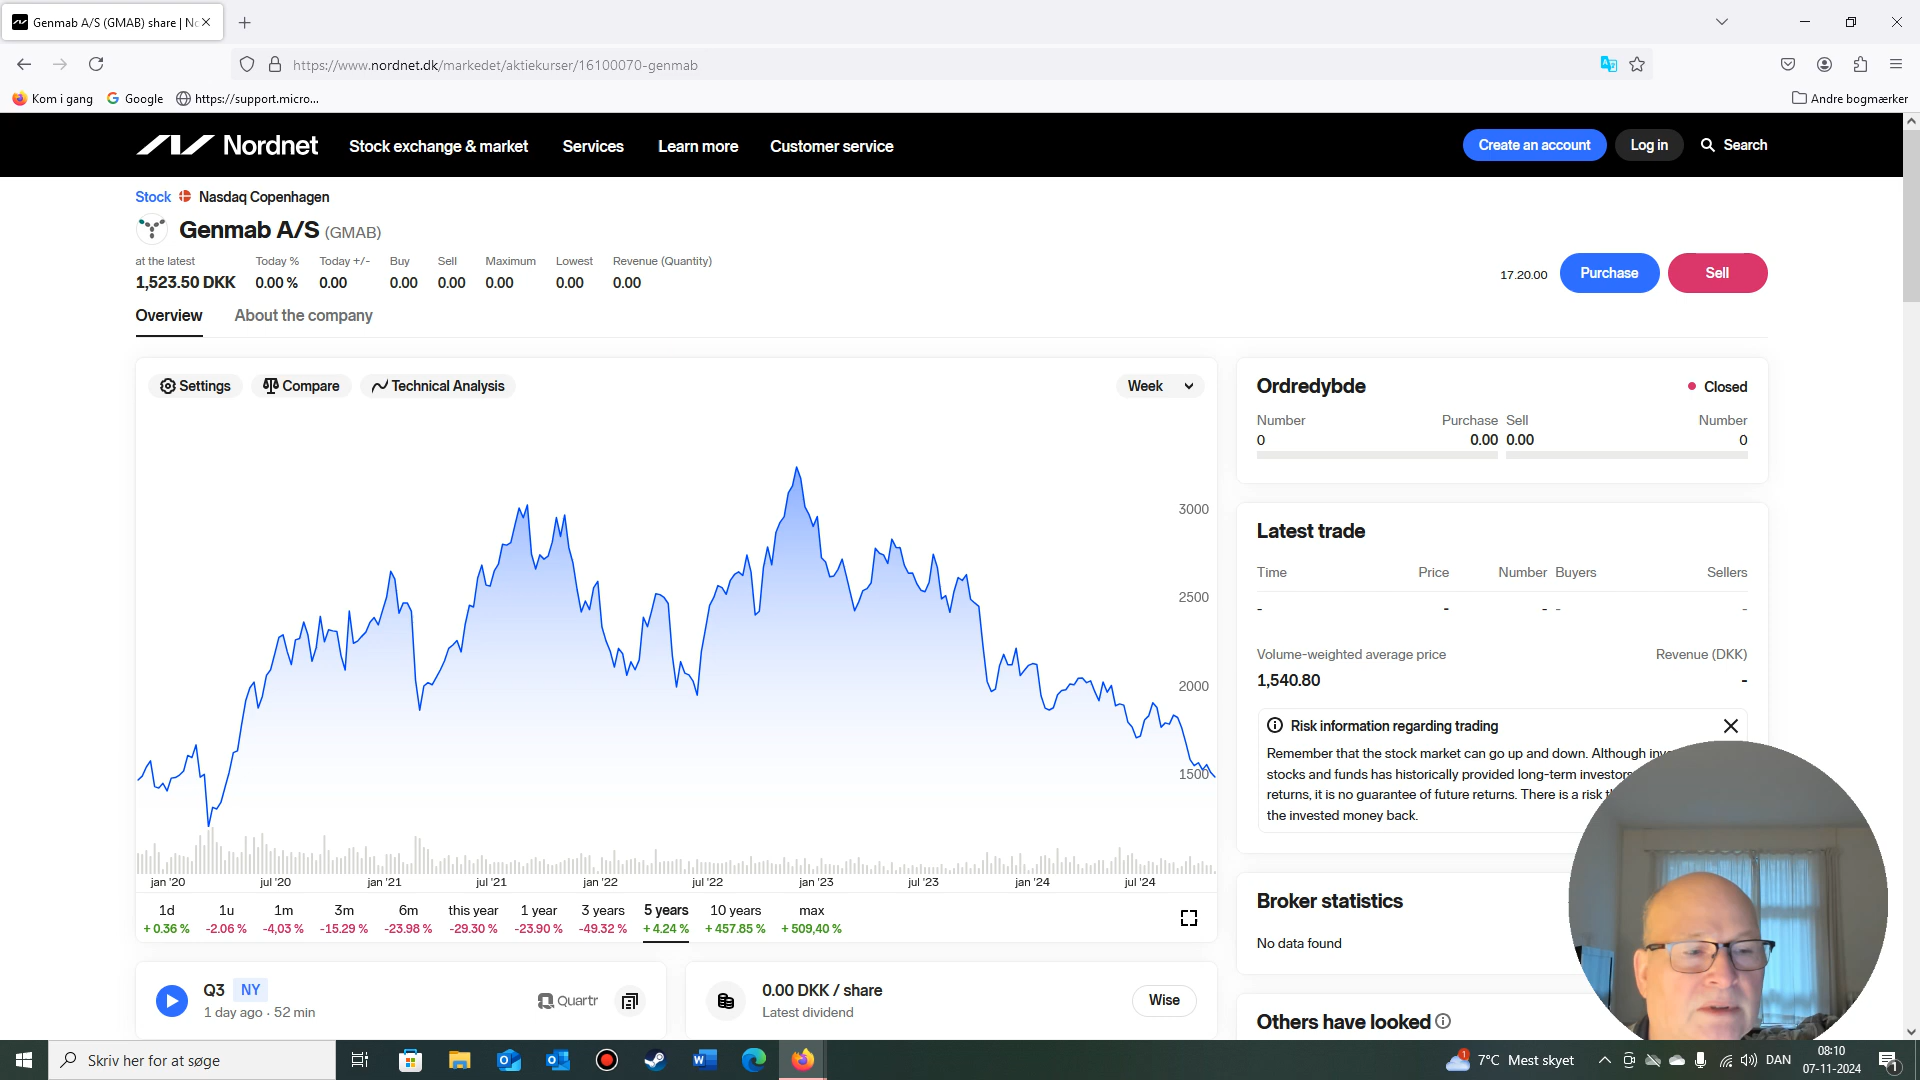 Genmab A/S (GMAB) share | No
https://www.nordnet.dk/markedet/aktiekurser/16100070-genmab
Kom i gang
Google
https://support.micro...
Andre bogmærker
Nordnet
Stock exchange & market
Services
Learn more
Customer service
Create an account
Log in
Search
Stock
Nasdaq Copenhagen
Genmab A/S (GMAB)
at the latest Today % Today +/- Buy Sell Maximum Lowest Revenue (Quantity)
1,523.50 DKK 0.00 % 0.00 0.00 0.00 0.00 0.00 0.00
17.20.00
Purchase
Sell
Overview
About the company
Settings
Compare
Technical Analysis
Week
3000
2500
2000
1500
jan '20 jul '20 jan '21 jul '21 jan '22 jul '22 jan '23 jul '23 jan '24 jul '24
1d 1u 1m 3m 6m this year 1 year 3 years 5 years 10 years max
+ 0.36 % -2.06 % -4,03 % -15.29 % -23.98 % -29.30 % -23.90 % -49.32 % + 4.24 % + 457.85 % + 509,40 %
Q3 NY
1 day ago · 52 min
Quartr
0.00 DKK / share
Latest dividend
Wise
Ordredybde
Closed
Number Purchase Sell Number
0 0.00 0.00 0
Latest trade
Time Price Number Buyers Sellers
- - - - -
Volume-weighted average price Revenue (DKK)
1,540.80 -
Risk information regarding trading
Remember that the stock market can go up and down. Although
stocks and funds has historically provided long-term
returns, it is no guarantee of future returns. There is a risk
the invested money back.
Broker statistics
No data found
Others have looked
Skriv her for at søge
1
7°C Mest skyet
DAN
08:10
07-11-2024
1